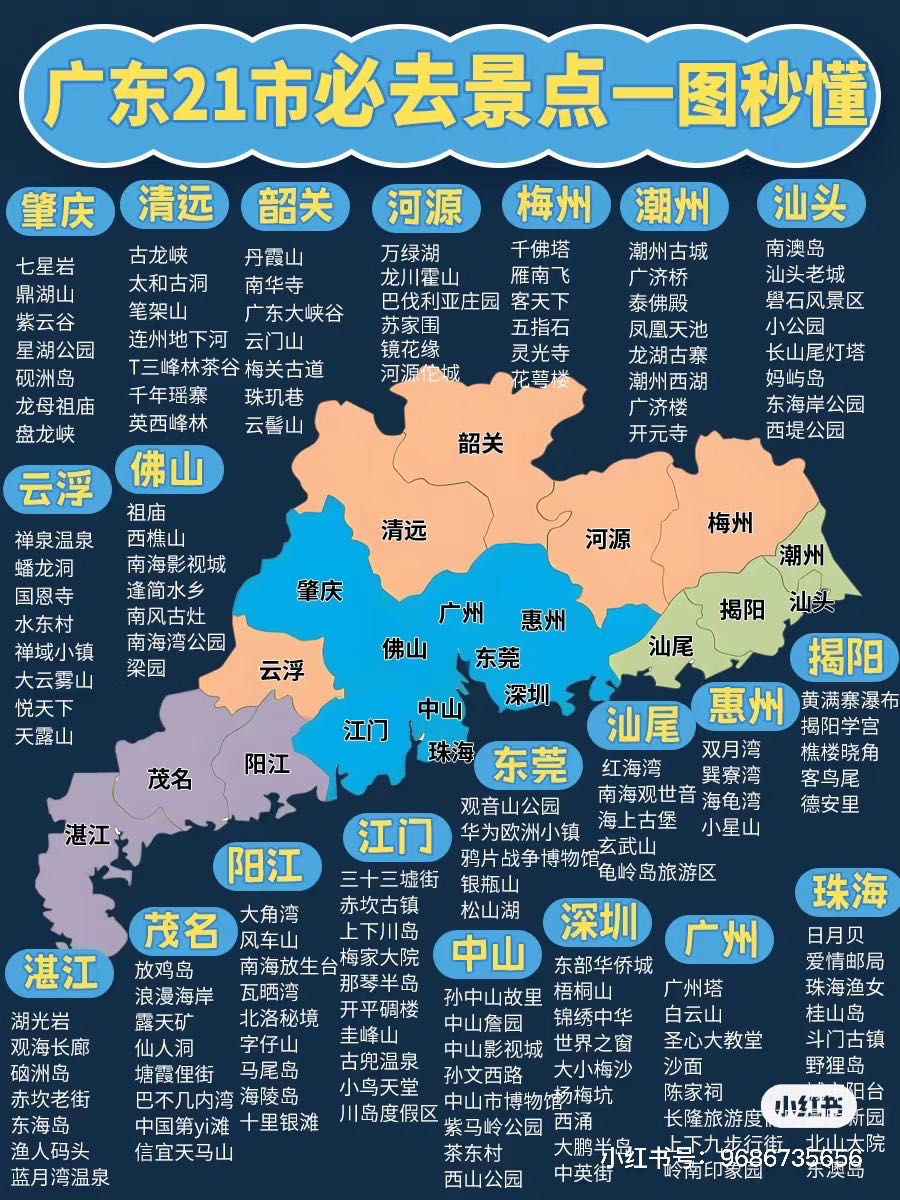 广东21市必去景点一图秒懂
肇庆
七星岩
鼎湖山
紫云谷
星湖公园
砚洲岛
龙母祖庙
盘龙峡
清远
古龙峡
太和古洞
笔架山
连州地下河
T三峰林茶谷
千年瑶寨
英西峰林
韶关
丹霞山
南华寺
广东大峡谷
云门山
梅关古道
珠玑巷
云髻山
河源
万绿湖
龙川霍山
巴伐利亚庄园
苏家围
镜花缘
河源佗城
梅州
千佛塔
雁南飞
客天下
五指石
灵光寺
花萼楼
潮州
潮州古城
广济桥
泰佛殿
凤凰天池
龙湖古寨
潮州西湖
广济楼
开元寺
汕头
南澳岛
汕头老城
礐石风景区
小公园
长山尾灯塔
妈屿岛
东海岸公园
西堤公园
云浮
禅泉温泉
蟠龙洞
国恩寺
水东村
禅域小镇
大云雾山
悦天下
天露山
佛山
祖庙
西樵山
南海影视城
逢简水乡
南风古灶
南海湾公园
梁园
韶关
清远
河源
梅州
潮州
汕头
揭阳
汕尾
肇庆
广州
惠州
佛山
东莞
深圳
云浮
中山
江门
珠海
阳江
茂名
湛江
揭阳
黄满寨瀑布
揭阳学宫
樵楼晓角
客鸟尾
德安里
惠州
双月湾
巽寮湾
海龟湾
小星山
汕尾
红海湾
南海观世音
海上古堡
玄武山
龟岭岛旅游区
东莞
观音山公园
华为欧洲小镇
鸦片战争博物馆
银瓶山
松山湖
江门
三十三墟街
赤坎古镇
上下川岛
梅家大院
那琴半岛
开平碉楼
圭峰山
古兜温泉
小鸟天堂
川岛度假区
阳江
大角湾
风车山
南海放生台
瓦晒湾
北洛秘境
字仔山
马尾岛
海陵岛
十里银滩
茂名
放鸡岛
浪漫海岸
露天矿
仙人洞
塘霞俚街
巴不几内湾
中国第yi滩
信宜天马山
湛江
湖光岩
观海长廊
硇洲岛
赤坎老街
东海岛
渔人码头
蓝月湾温泉
中山
孙中山故里
中山詹园
中山影视城
孙文西路
中山市博物馆
紫马岭公园
茶东村
西山公园
深圳
东部华侨城
梧桐山
锦绣中华
世界之窗
大小梅沙
杨梅坑
西涌
大鹏半岛
中英街
广州
广州塔
白云山
圣心大教堂
沙面
陈家祠
长隆旅游度
上下九步行街
岭南印象园
珠海
日月贝
爱情邮局
珠海渔女
桂山岛
斗门古镇
野狸岛
阳台
新园
北山大院
东澳岛
小红书
小红书号：9686735656